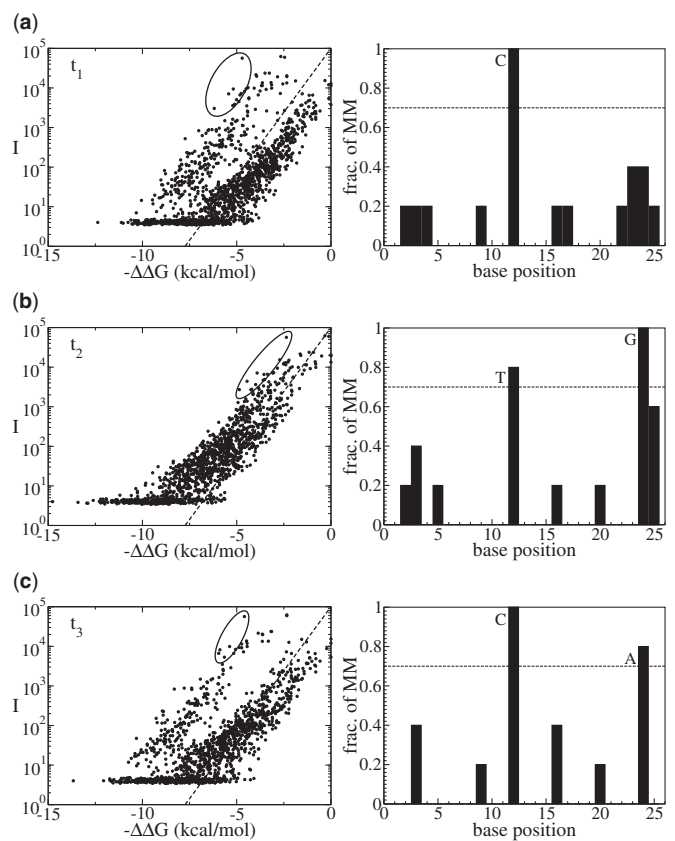 (a)
t1
10^5
10^4
10^3
10^2
10^1
10^0
I
-15 -10 -5 0
-ΔΔG (kcal/mol)
C
1
0.8
0.6
0.4
0.2
0
frac. of MM
0 5 10 15 20 25
base position
(b)
t2
10^5
10^4
10^3
10^2
10^1
10^0
I
-15 -10 -5 0
-ΔΔG (kcal/mol)
T
G
1
0.8
0.6
0.4
0.2
0
frac. of MM
0 5 10 15 20 25
base position
(c)
t3
10^5
10^4
10^3
10^2
10^1
10^0
I
-15 -10 -5 0
-ΔΔG (kcal/mol)
C
A
1
0.8
0.6
0.4
0.2
0
frac. of MM
0 5 10 15 20 25
base position